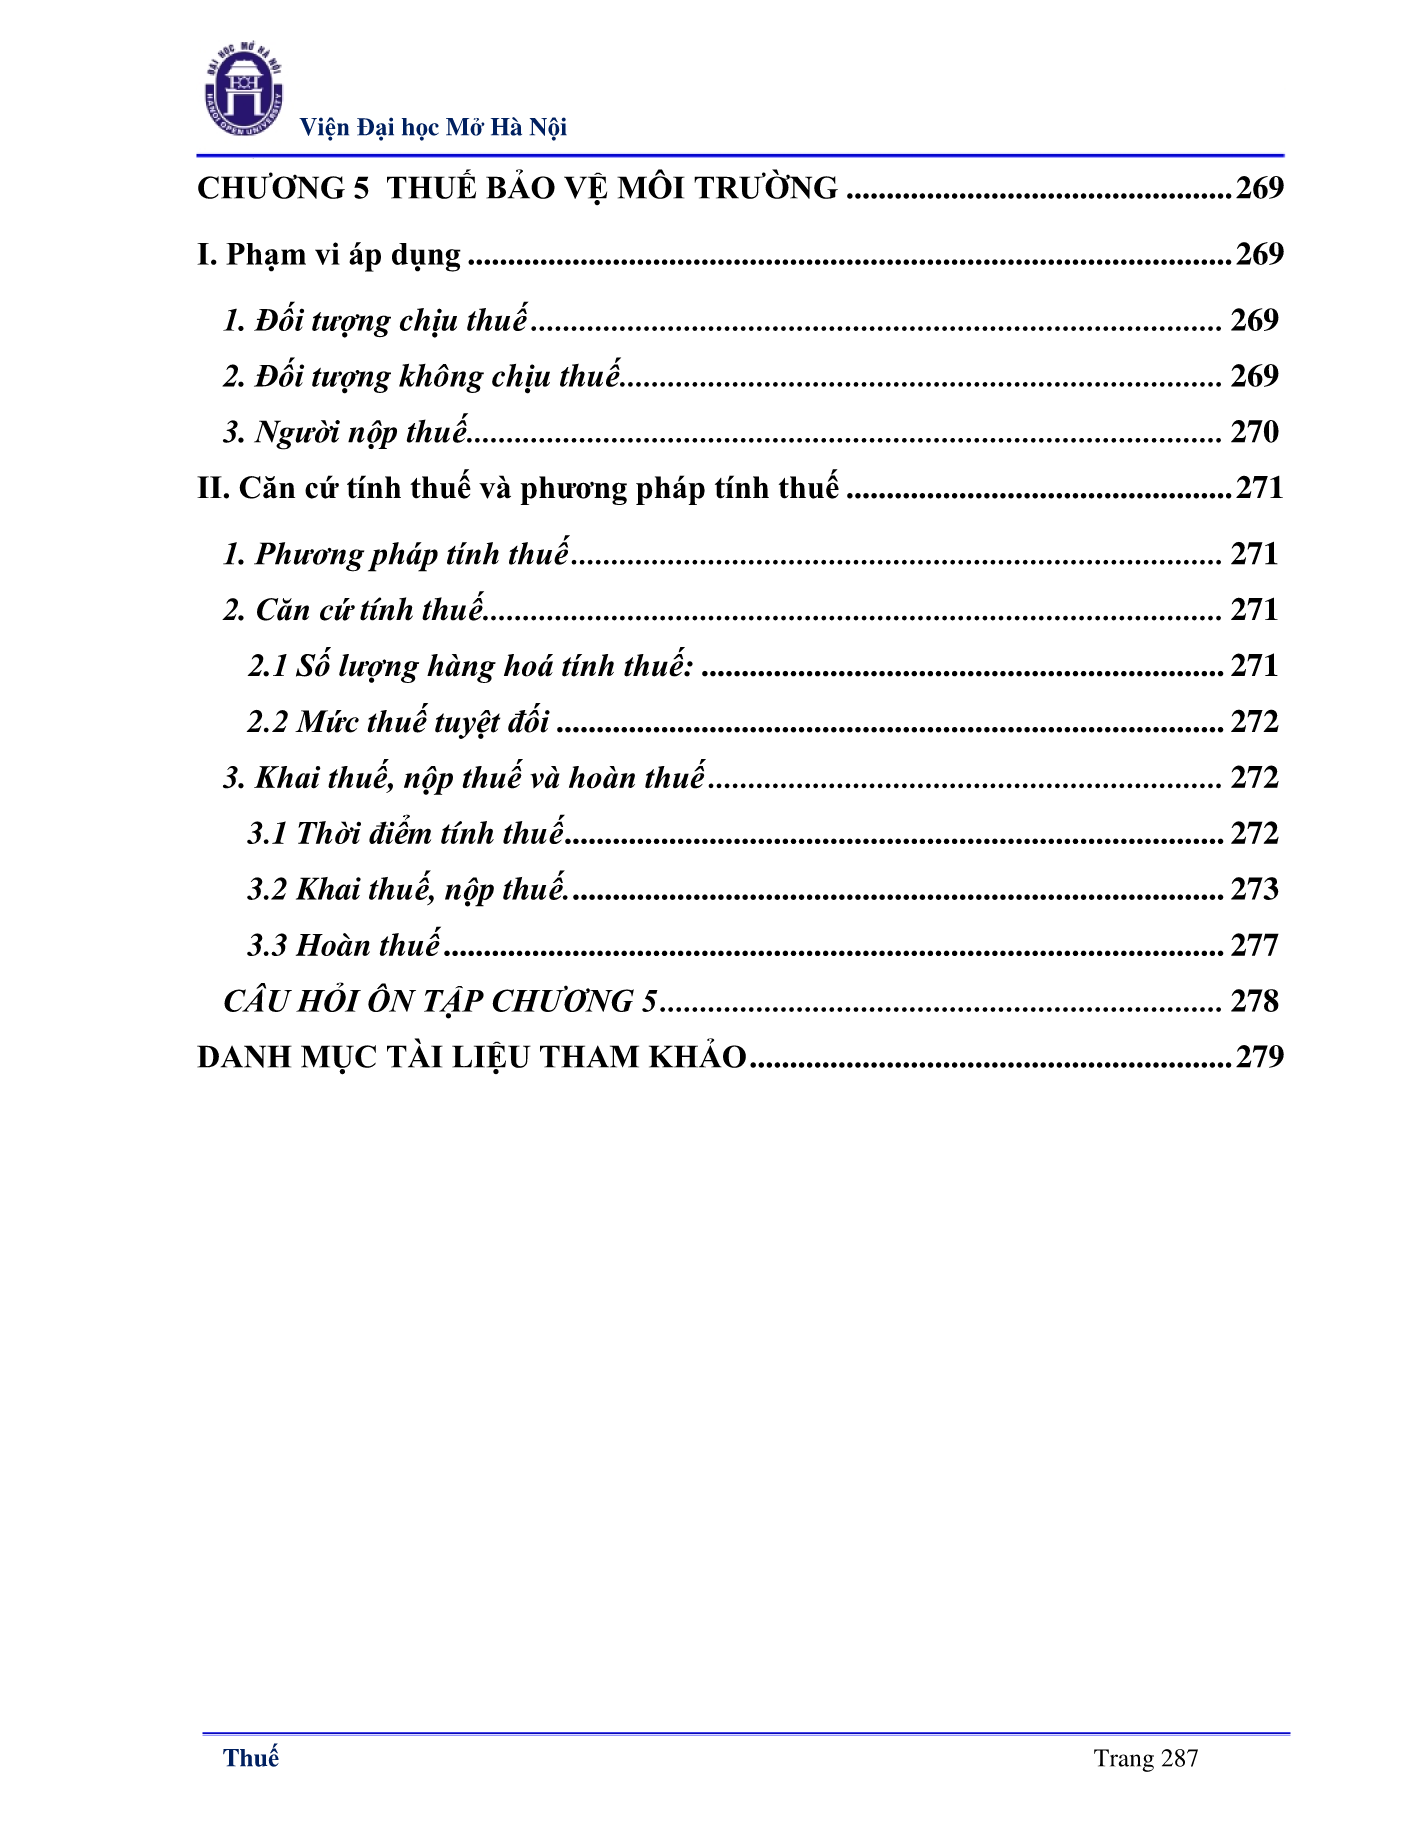 ĐẠI HỌC MỞ HÀ NỘI
HANOI OPEN UNIVERSITY
Viện Đại học Mở Hà Nội
CHƯƠNG 5  THUẾ BẢO VỆ MÔI TRƯỜNG ................................................ 269
I. Phạm vi áp dụng ............................................................................................... 269
1. Đối tượng chịu thuế ...................................................................................... 269
2. Đối tượng không chịu thuế ........................................................................... 269
3. Người nộp thuế .............................................................................................. 270
II. Căn cứ tính thuế và phương pháp tính thuế ................................................ 271
1. Phương pháp tính thuế ................................................................................. 271
2. Căn cứ tính thuế ............................................................................................ 271
2.1 Số lượng hàng hoá tính thuế: ................................................................. 271
2.2 Mức thuế tuyệt đối ................................................................................... 272
3. Khai thuế, nộp thuế và hoàn thuế ................................................................ 272
3.1 Thời điểm tính thuế .................................................................................. 272
3.2 Khai thuế, nộp thuế. ................................................................................. 273
3.3 Hoàn thuế ................................................................................................. 277
CÂU HỎI ÔN TẬP CHƯƠNG 5 ...................................................................... 278
DANH MỤC TÀI LIỆU THAM KHẢO ............................................................ 279
Thuế Trang 287